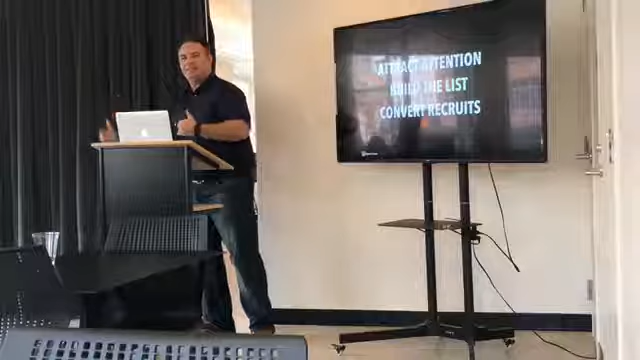 ATTRACT ATTENTION
BUILD THE LIST
CONVERT RECRUITS